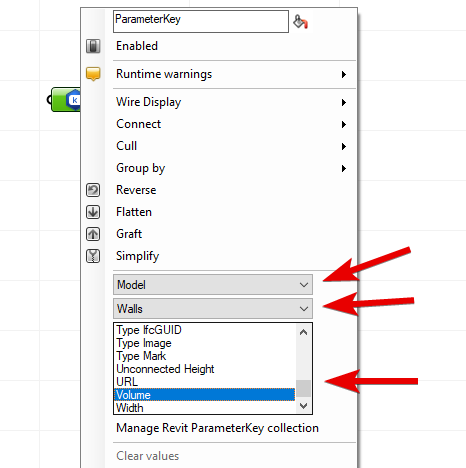 ParameterKey
Enabled
Runtime warnings
k
Wire Display
Connect
Cull
Group by
Reverse
Flatten
Graft
Simplify
Model
Walls
Type IfcGUID
Type Image
Type Mark
Unconnected Height
URL
Volume
Width
Manage Revit ParameterKey collection
Clear values